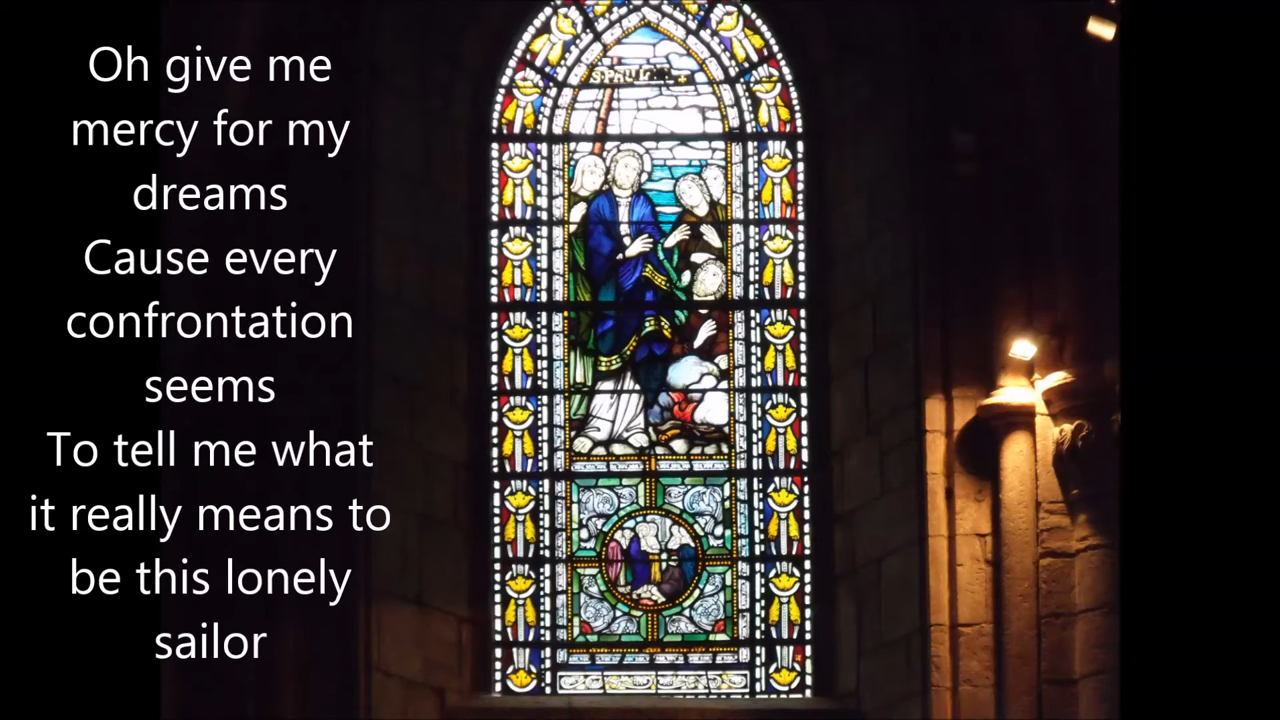 Oh give me
mercy for my
dreams
Cause every
confrontation
seems
To tell me what
it really means to
be this lonely
sailor